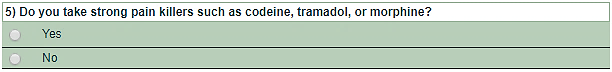 5) Do you take strong pain killers such as codeine, tramadol, or morphine?
Yes
No